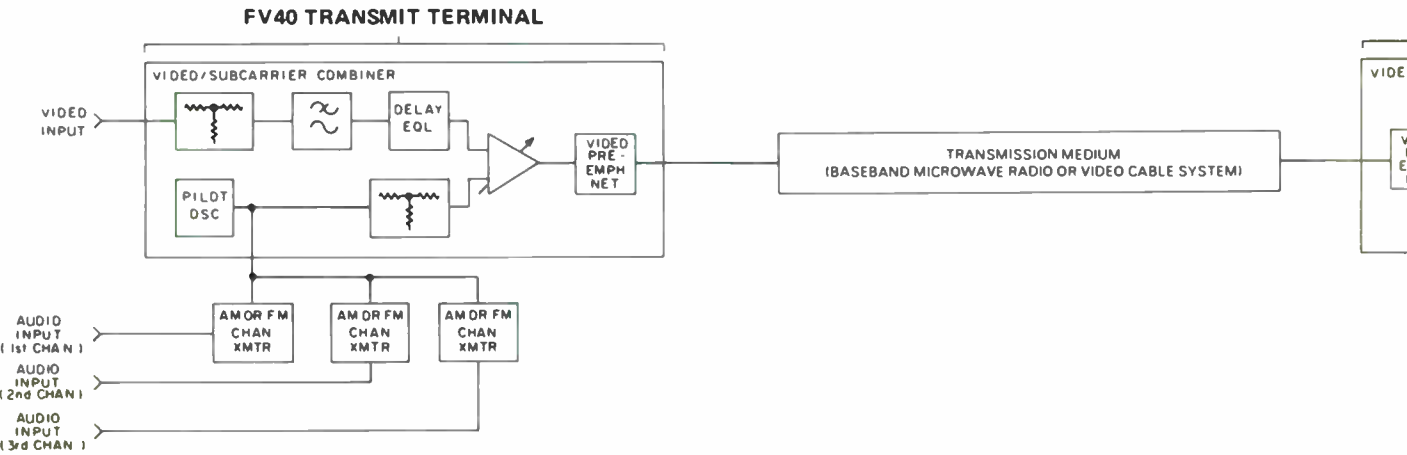 FV40 TRANSMIT TERMINAL
VIDEO/SUBCARRIER COMBINER
VIDEO
INPUT
DELAY
EQL
VIDED
PRE-
EMPH
NET
PILOT
OSC
TRANSMISSION MEDIUM
(BASEBAND MICROWAVE RADIO OR VIDEO CABLE SYSTEM)
VIDE
AM OR FM
CHAN
XMTR
AM OR FM
CHAN
XMTR
AM OR FM
CHAN
XMTR
AUDIO
INPUT
(1st CHAN)
AUDIO
INPUT
(2nd CHAN)
AUDIO
INPUT
(3rd CHAN)